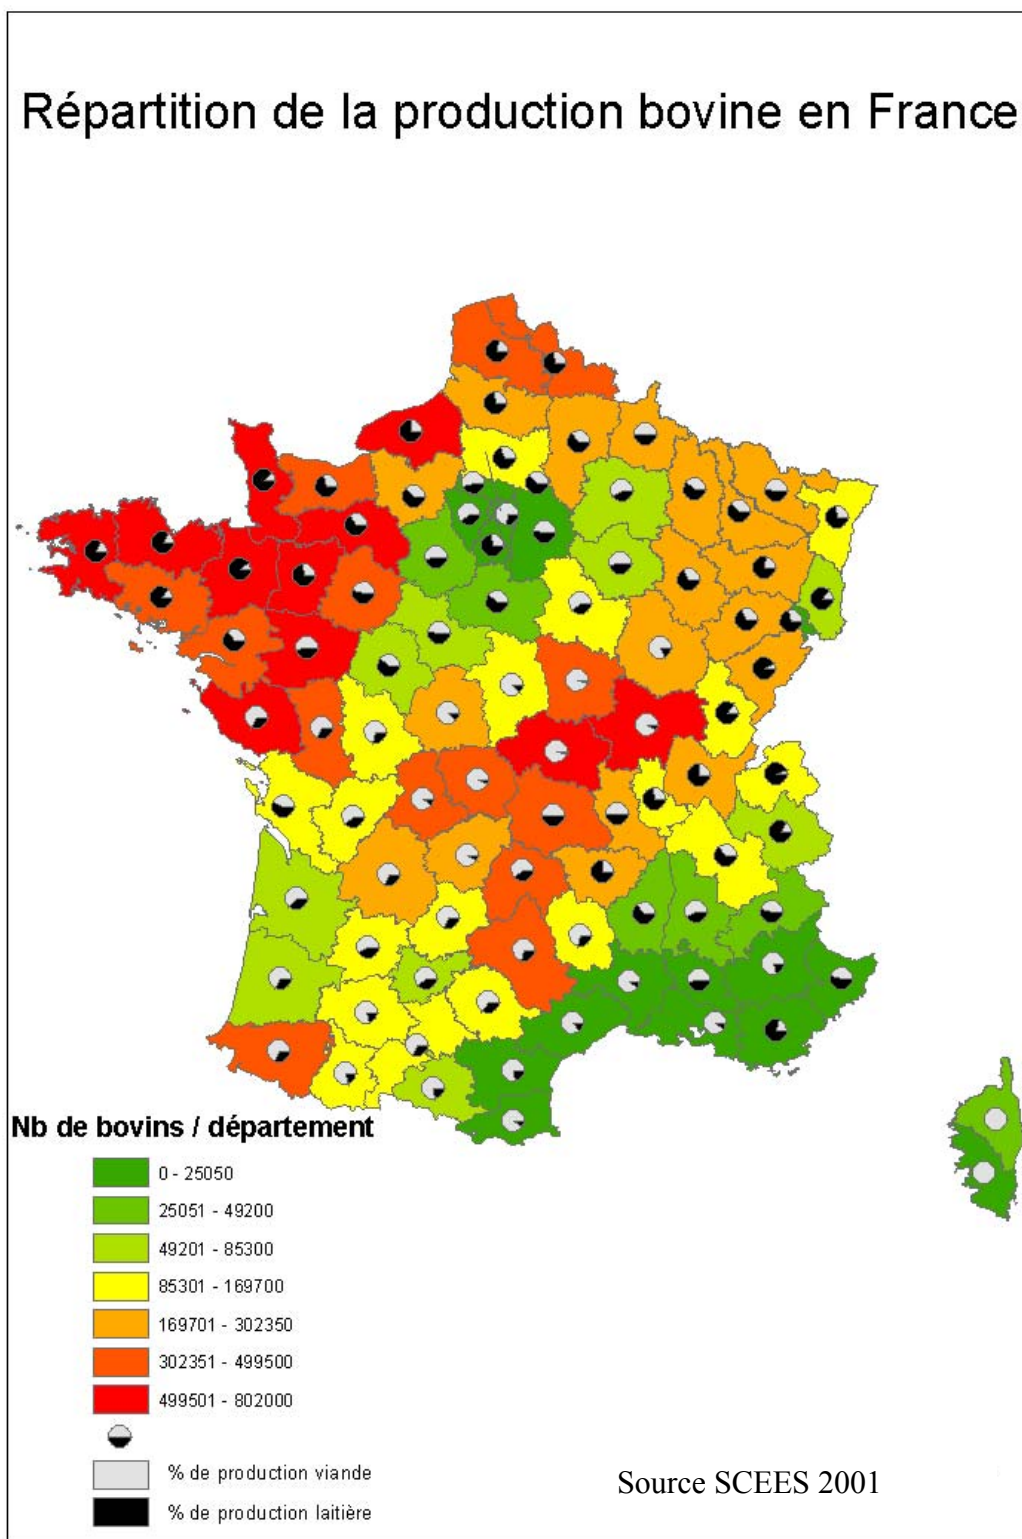 Répartition de la production bovine en France
Nb de bovins / département
0 - 25050
25051 - 49200
49201 - 85300
85301 - 169700
169701 - 302350
302351 - 499500
499501 - 802000
% de production viande
% de production laitière
Source SCEES 2001